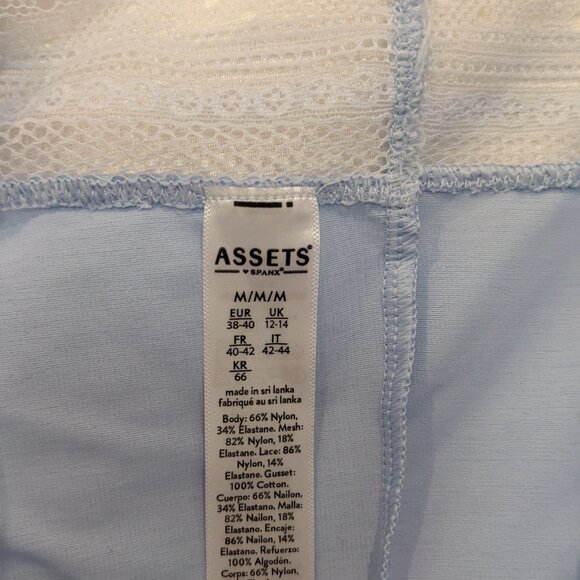 ASSETS®
♥ SPANX®
M/M/M
EUR UK
38-40 12-14
FR IT
40-42 42-44
KR
66
made in sri lanka
fabriqué au sri lanka
Body: 66% Nylon,
34% Elastane. Mesh:
82% Nylon, 18%
Elastane. Lace: 86%
Nylon, 14%
Elastane. Gusset:
100% Cotton.
Cuerpo: 66% Nailon.
34% Elastano. Malla:
82% Nailon, 18%
Elastano. Encaje:
86% Nailon, 14%
Elastano. Refuerzo:
100% Algodón.
Corps: 66% Nylon,